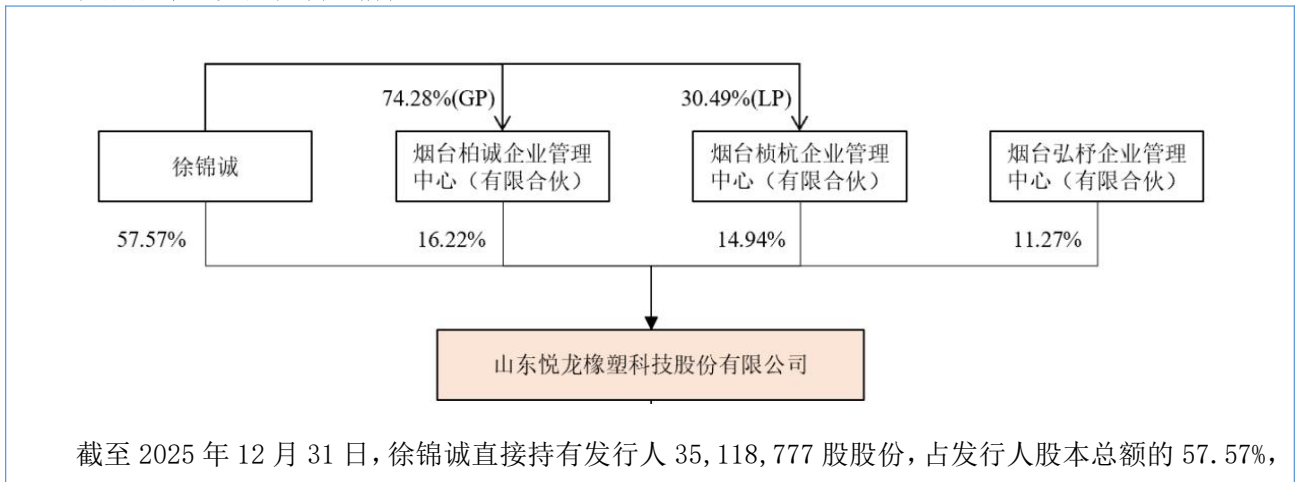 74.28%(GP)
30.49%(LP)
徐锦诚
烟台柏诚企业管理
中心（有限合伙）
烟台桢杭企业管理
中心（有限合伙）
烟台弘杼企业管理
中心（有限合伙）
57.57%
16.22%
14.94%
11.27%
山东悦龙橡塑科技股份有限公司
截至 2025 年 12 月 31 日，徐锦诚直接持有发行人 35,118,777 股股份，占发行人股本总额的 57.57%，